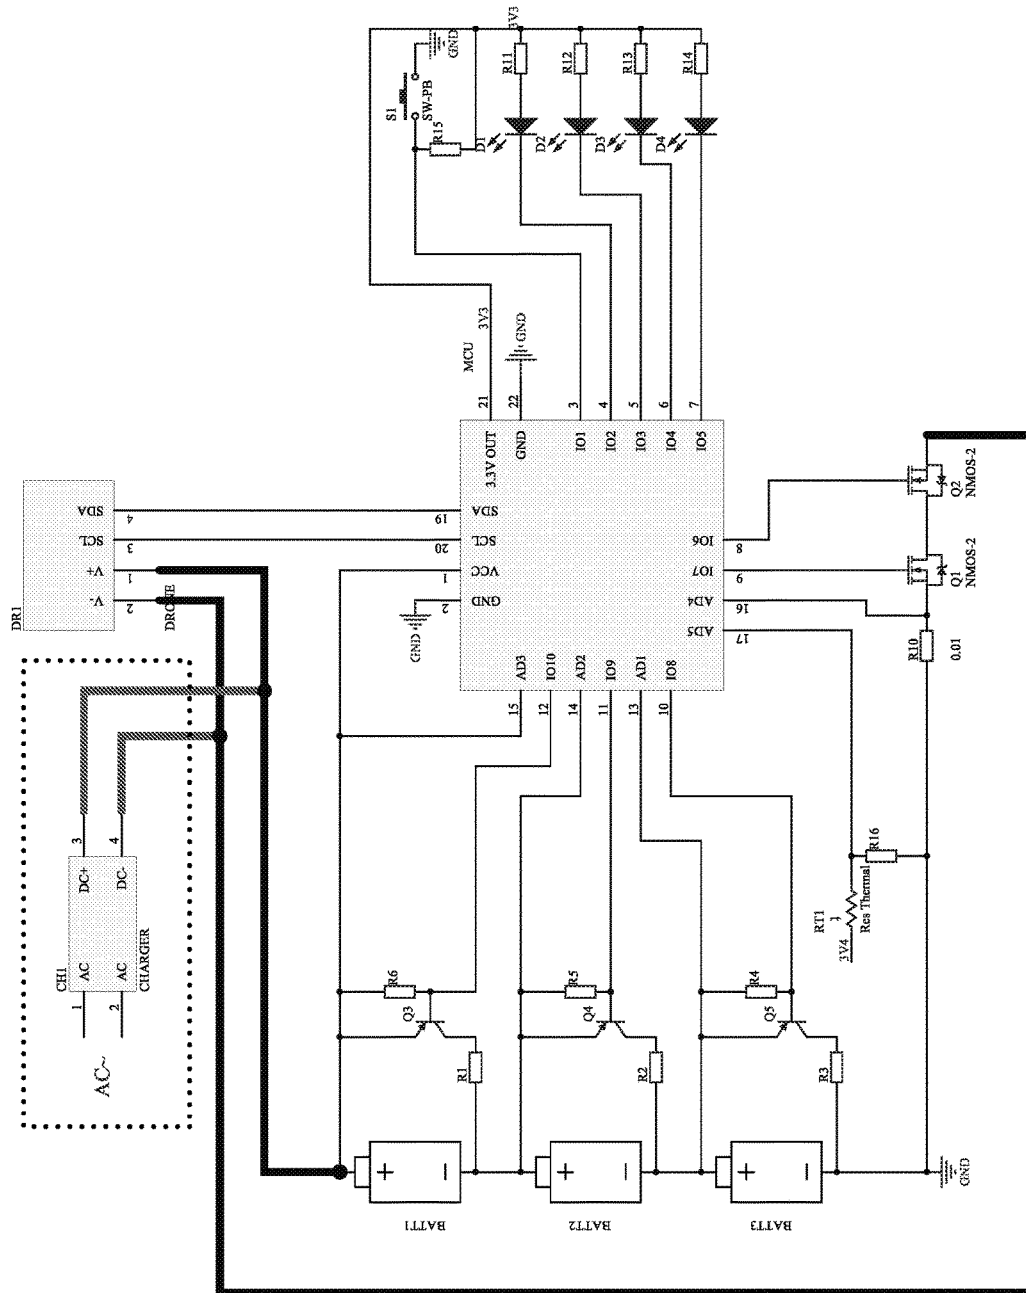 3V3
GND
S1
SW-PB
R15
R11
R12
R13
R14
D1
D2
D3
D4
3V3
MCU
GND
21
22
3
4
5
6
7
3.3V OUT
GND
IO1
IO2
IO3
IO4
IO5
DR1
SDA
4
SCL
3
V+
1
V-
2
DRONE
19
SDA
20
SCL
1
VCC
2
GND
GND
IO6
8
IO7
9
AD4
16
AD5
17
Q2
NMOS-2
Q1
NMOS-2
R10
0.01
AD3
IO10
AD2
IO9
AD1
IO8
15
12
14
11
13
10
3
4
DC+
DC-
CH1
AC
AC
CHARGER
1
2
AC~
R16
RT1
1
Res Thermal
3V4
R6
Q3
R1
R5
Q4
R2
R4
Q5
R3
+
−
BATT1
+
−
BATT2
+
−
BATT3
GND